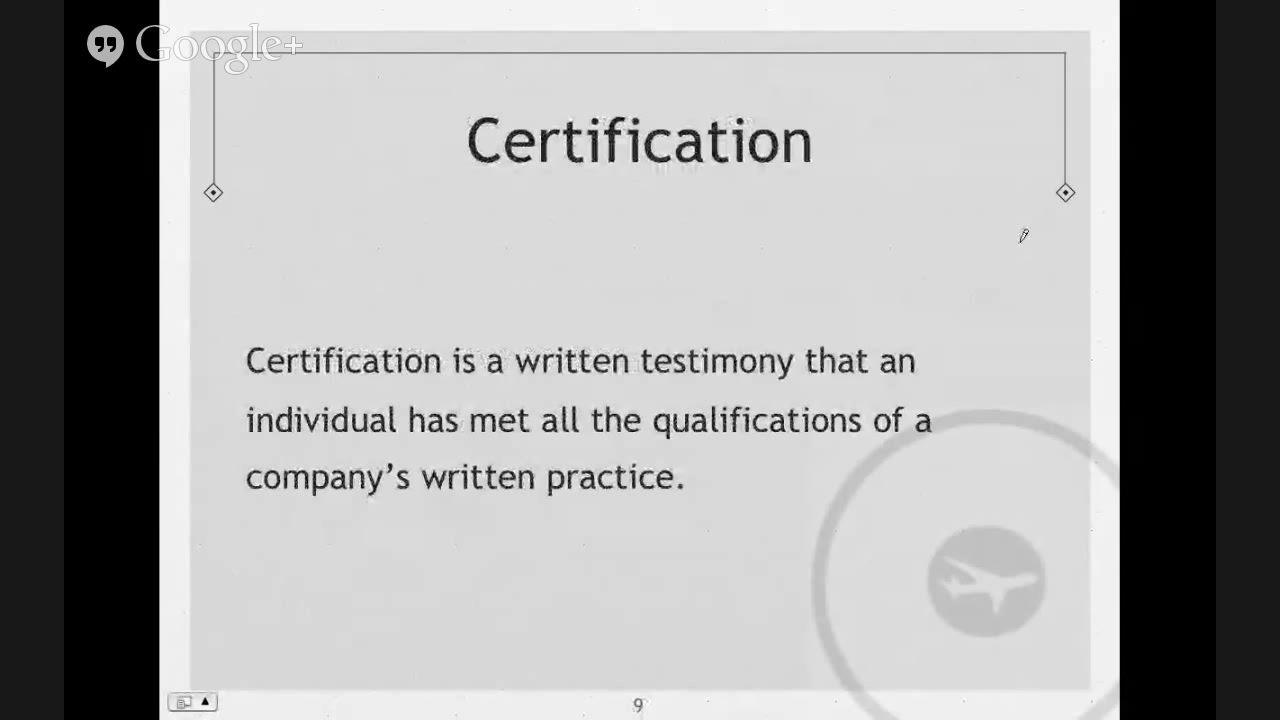 Google+
Certification
Certification is a written testimony that an
individual has met all the qualifications of a
company’s written practice.
9